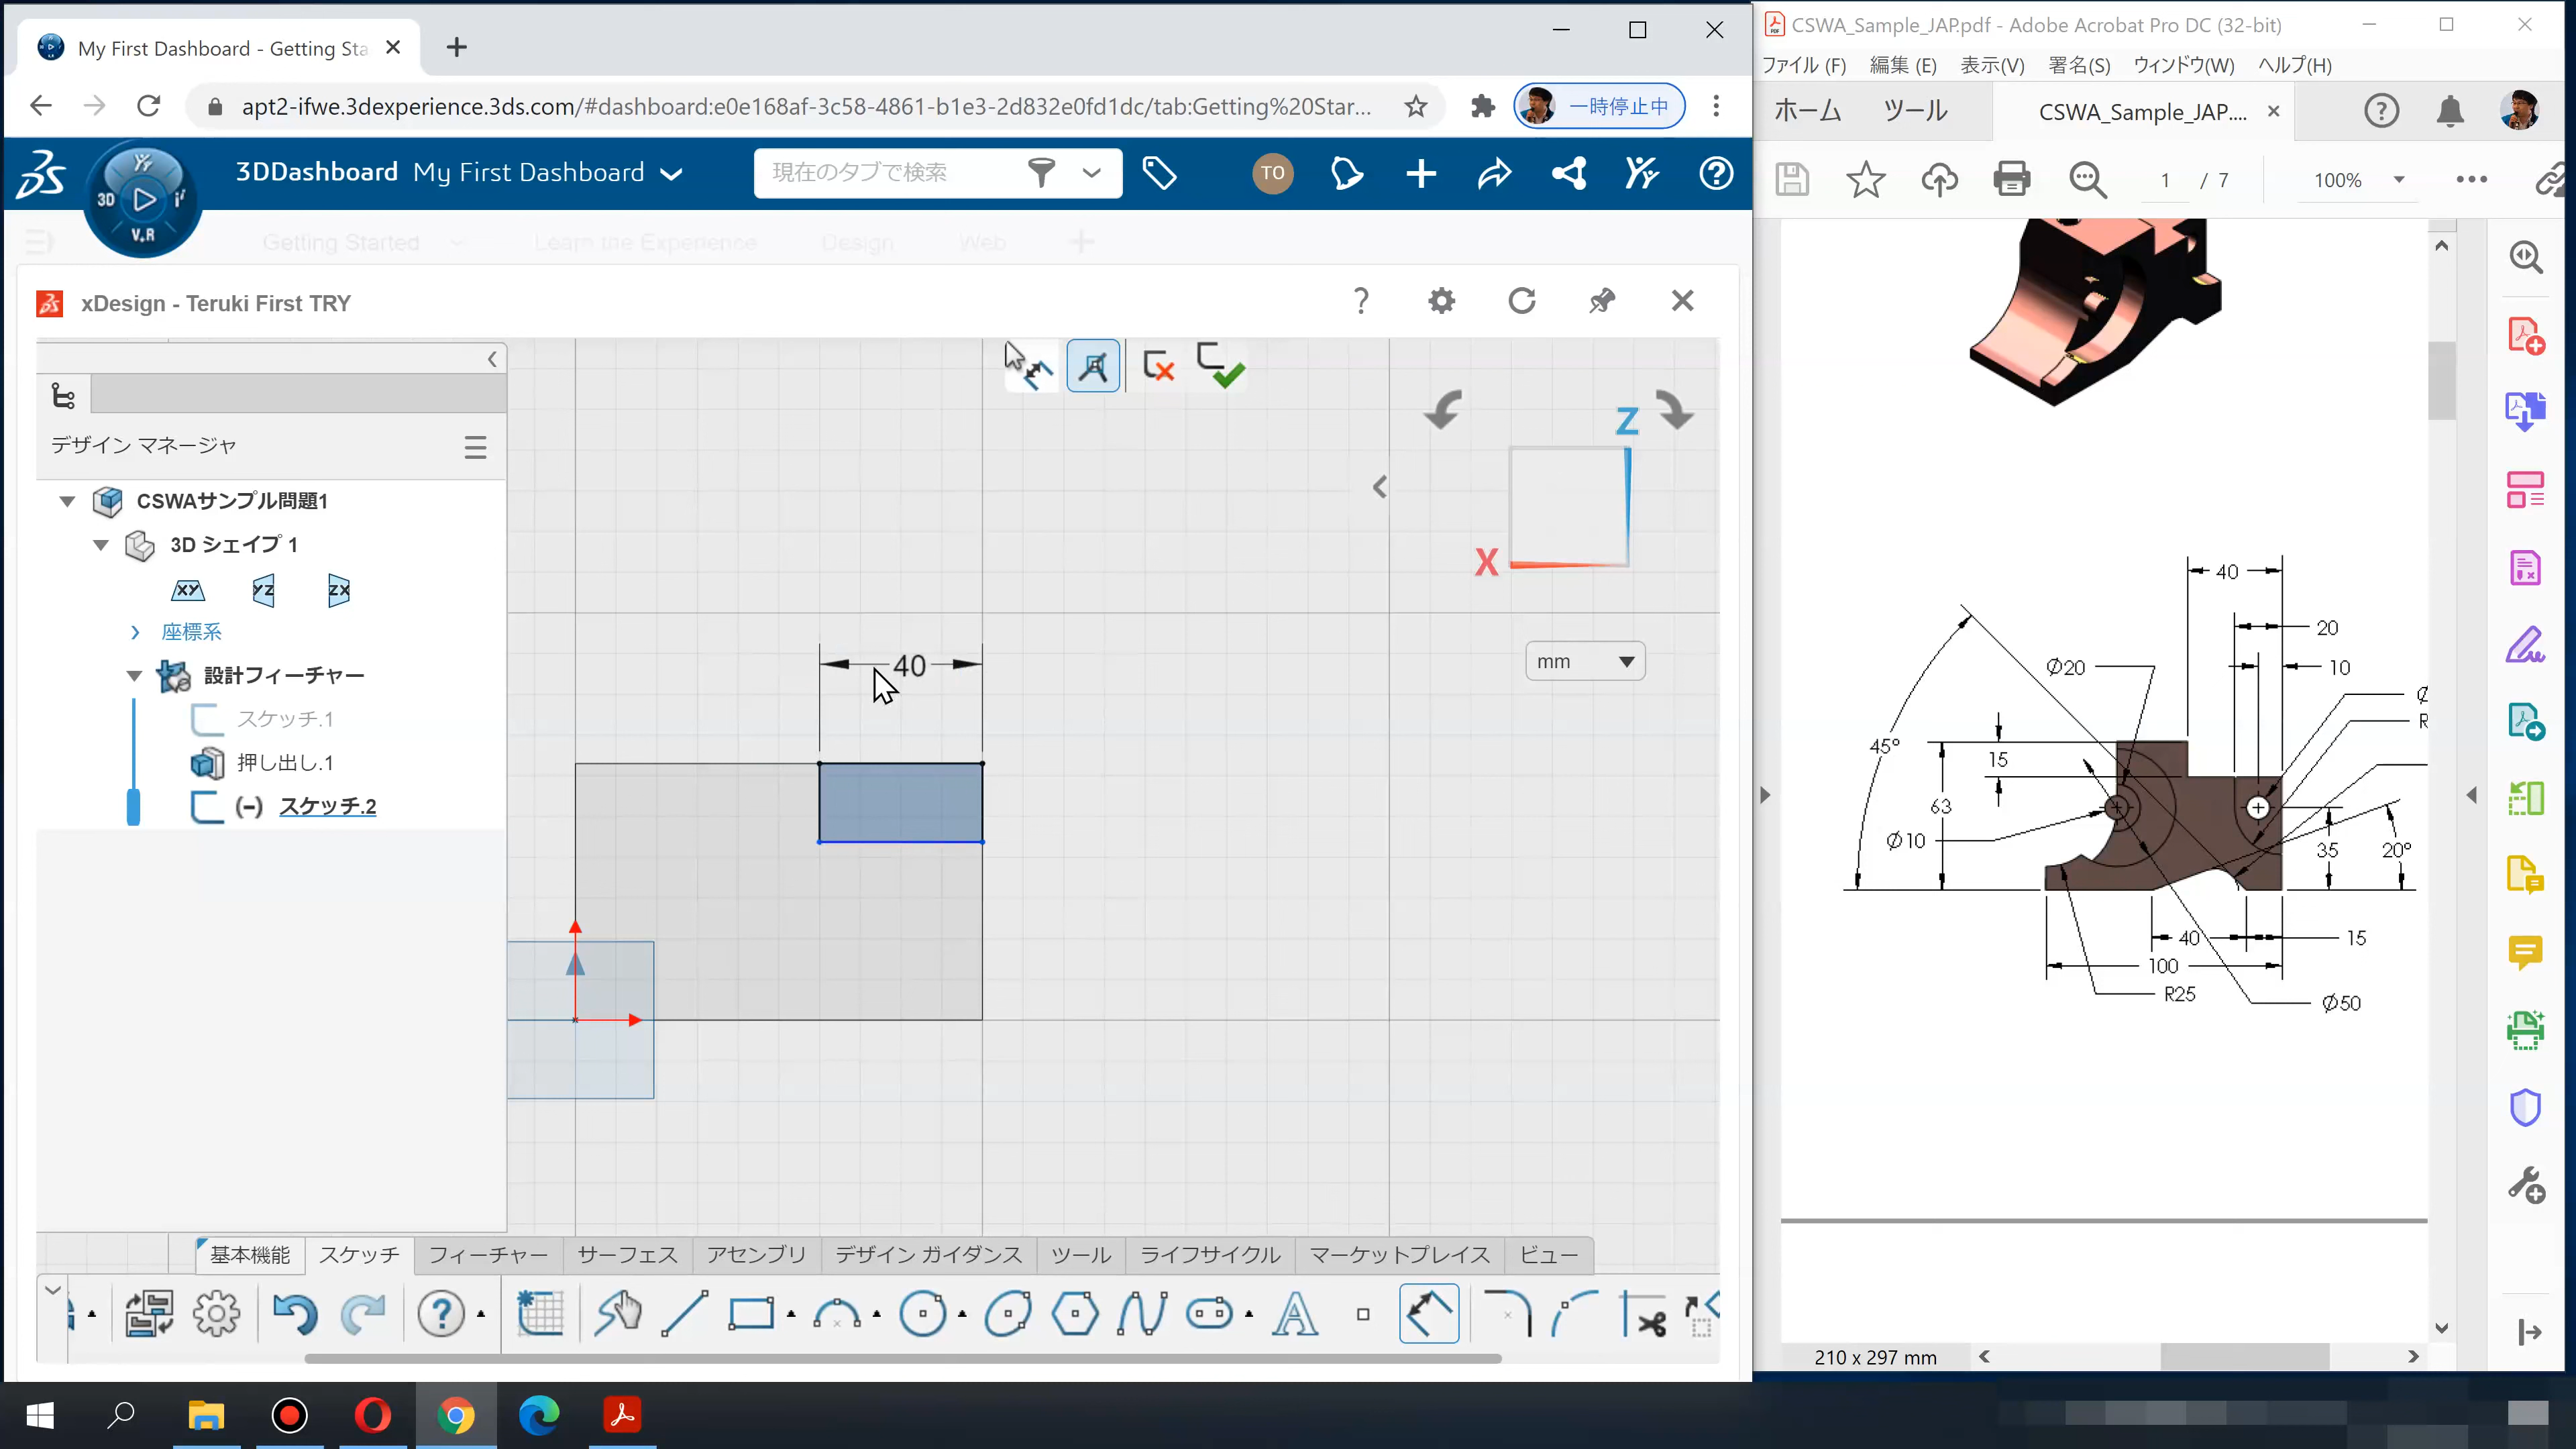 My First Dashboard - Getting Sta
apt2-ifwe.3dexperience.3ds.com/#dashboard:e0e168af-3c58-4861-b1e3-2d832e0fd1dc/tab:Getting%20Star...
一時停止中
3DDashboard My First Dashboard
現在のタブで検索
TO
3D
V.R
Getting Started
Learn the Experience
Design
Web
xDesign - Teruki First TRY
デザイン マネージャ
CSWAサンプル問題1
3D シェイプ 1
XY
YZ
ZX
座標系
設計フィーチャー
スケッチ.1
押し出し.1
(-) スケッチ.2
40
Z
X
mm
基本機能
スケッチ
フィーチャー
サーフェス
アセンブリ
デザイン ガイダンス
ツール
ライフサイクル
マーケットプレイス
ビュー
CSWA_Sample_JAP.pdf - Adobe Acrobat Pro DC (32-bit)
ファイル (F) 編集 (E) 表示(V) 署名(S) ウィンドウ(W) ヘルプ(H)
ホーム
ツール
CSWA_Sample_JAP....
1 / 7
100%
40
20
Ø20
10
Ø
R
45°
15
63
Ø10
35
20°
40
15
100
R25
Ø50
210 x 297 mm